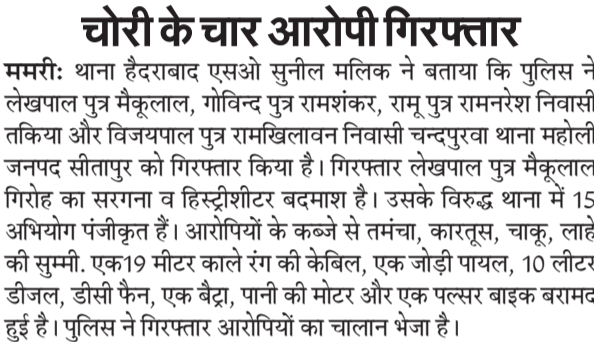 चोरी के चार आरोपी गिरफ्तार
ममरी: थाना हैदराबाद एसओ सुनील मलिक ने बताया कि पुलिस ने
लेखपाल पुत्र मैकूलाल, गोविन्द पुत्र रामशंकर, रामू पुत्र रामनरेश निवासी
तकिया और विजयपाल पुत्र रामखिलावन निवासी चन्दपुरवा थाना महोली
जनपद सीतापुर को गिरफ्तार किया है। गिरफ्तार लेखपाल पुत्र मैकूलाल
गिरोह का सरगना व हिस्ट्रीशीटर बदमाश है। उसके विरुद्ध थाना में 15
अभियोग पंजीकृत हैं। आरोपियों के कब्जे से तमंचा, कारतूस, चाकू, लाहे
की सुम्मी. एक19 मीटर काले रंग की केबिल, एक जोड़ी पायल, 10 लीटर
डीजल, डीसी फैन, एक बैट्रा, पानी की मोटर और एक पल्सर बाइक बरामद
हुई है। पुलिस ने गिरफ्तार आरोपियों का चालान भेजा है।